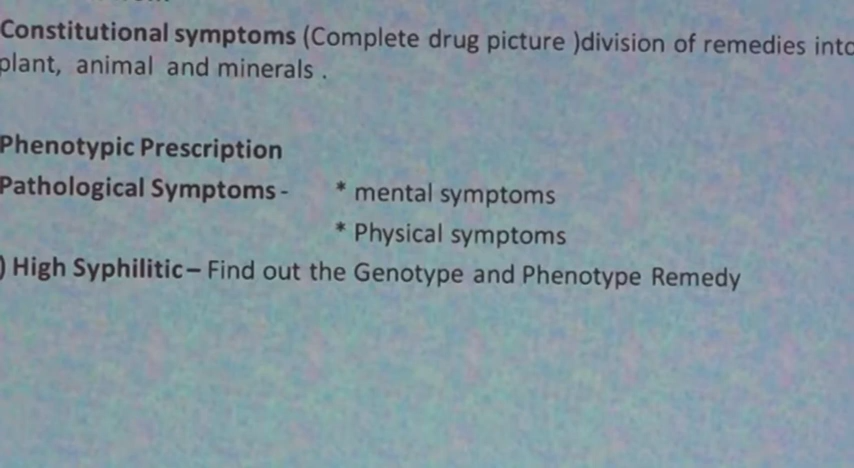 Constitutional symptoms (Complete drug picture )division of remedies into
plant, animal and minerals .
Phenotypic Prescription
Pathological Symptoms - * mental symptoms
* Physical symptoms
) High Syphilitic – Find out the Genotype and Phenotype Remedy